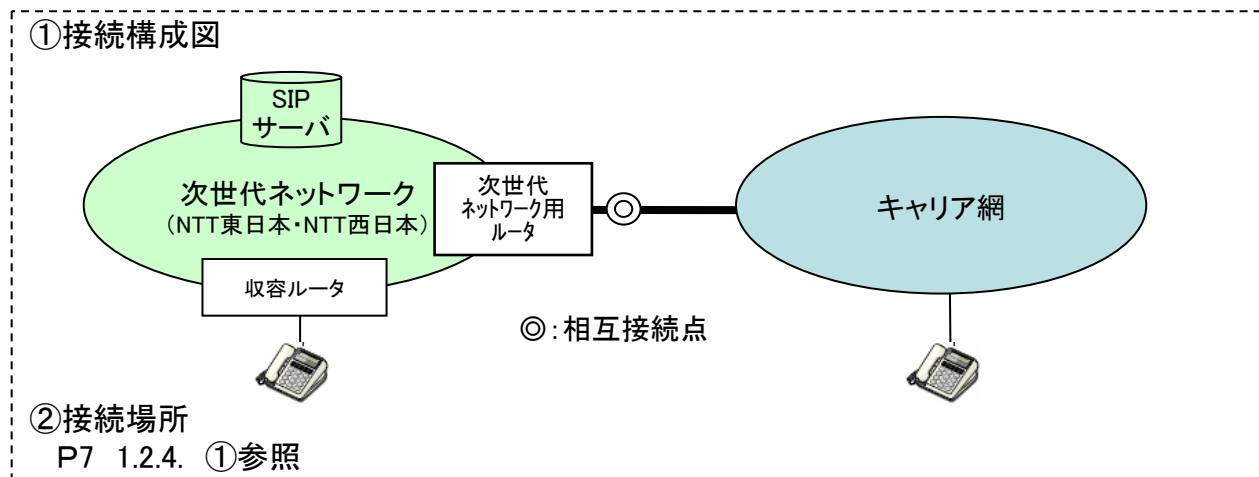 ①接続構成図
SIP
サーバ
次世代ネットワーク
(NTT東日本・NTT西日本)
次世代
ネットワーク用
ルータ
キャリア網
収容ルータ
◎:相互接続点
②接続場所
P7 1.2.4. ①参照